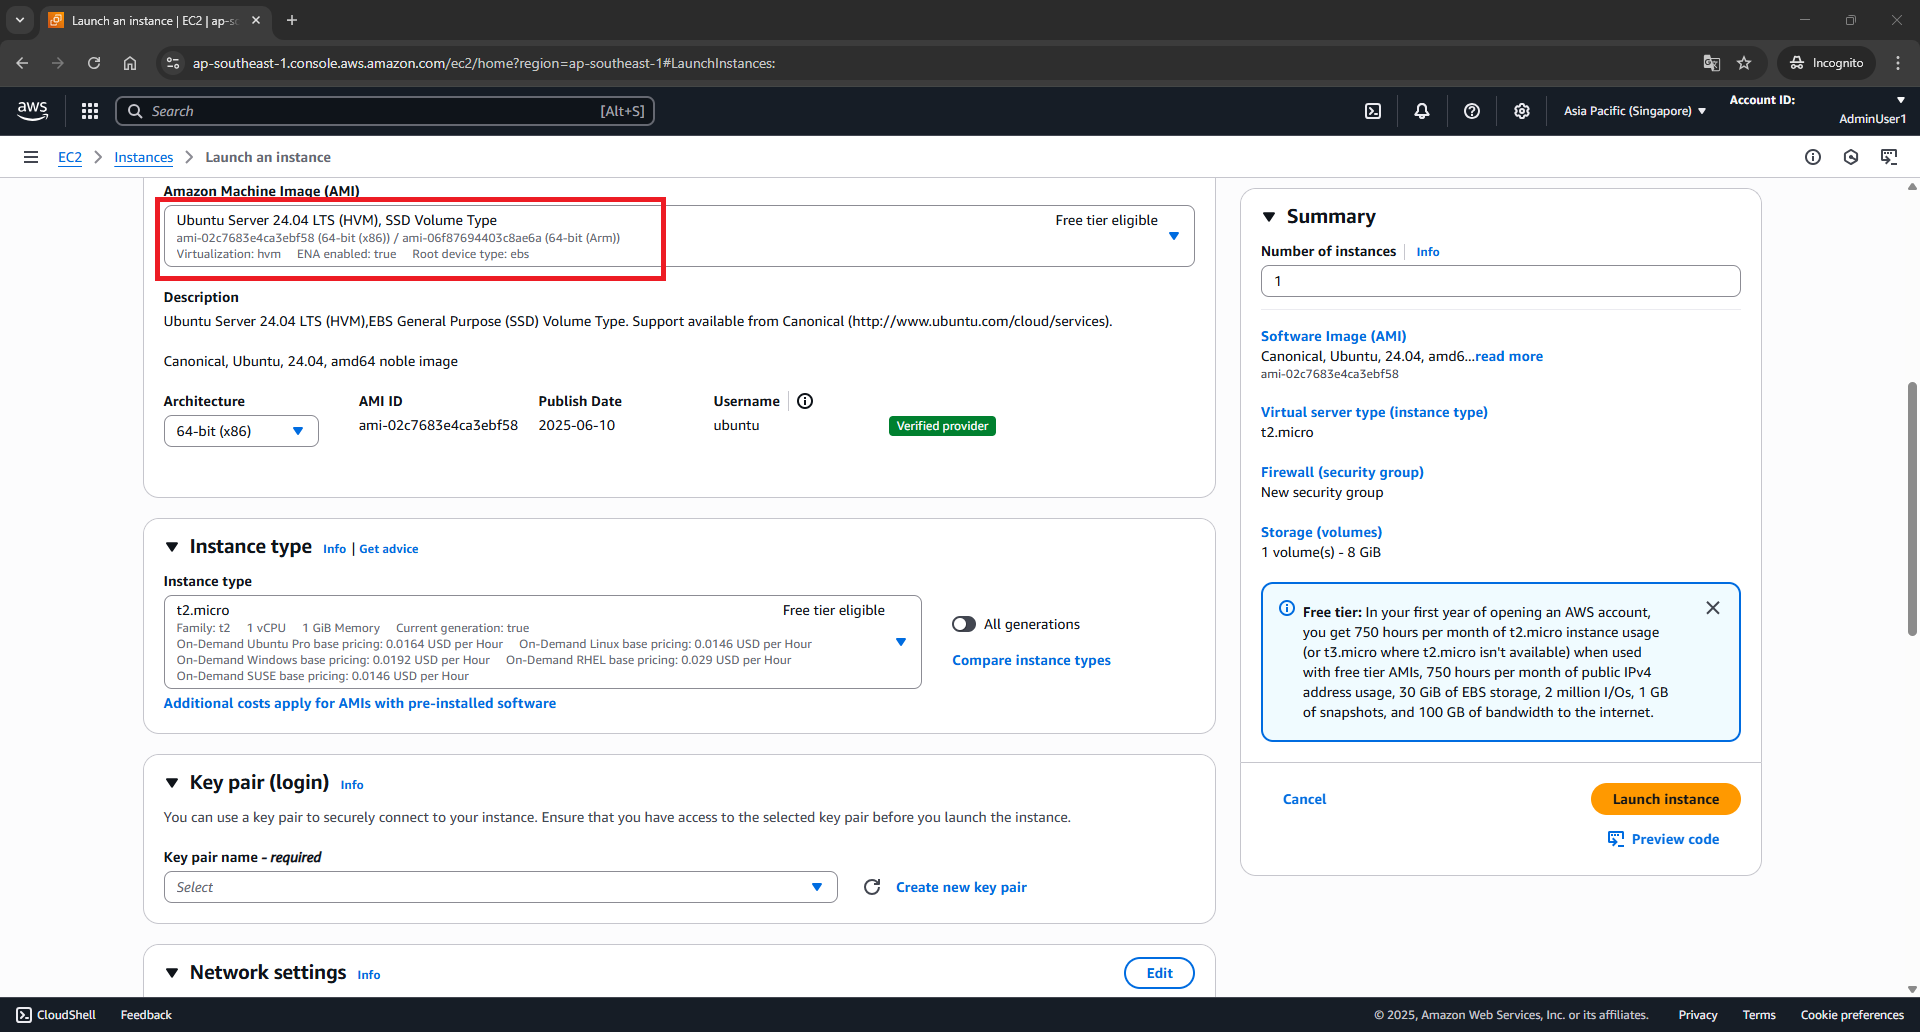 Launch an instance | EC2 | ap-sc
ap-southeast-1.console.aws.amazon.com/ec2/home?region=ap-southeast-1#LaunchInstances:
Incognito
aws
Search
[Alt+S]
Asia Pacific (Singapore)
Account ID:
AdminUser1
EC2
Instances
Launch an instance
Amazon Machine Image (AMI)
Ubuntu Server 24.04 LTS (HVM), SSD Volume Type
Free tier eligible
ami-02c7683e4ca3ebf58 (64-bit (x86)) / ami-06f87694403c8ae6a (64-bit (Arm))
Virtualization: hvm ENA enabled: true Root device type: ebs
Description
Ubuntu Server 24.04 LTS (HVM),EBS General Purpose (SSD) Volume Type. Support available from Canonical (http://www.ubuntu.com/cloud/services).
Canonical, Ubuntu, 24.04, amd64 noble image
Architecture AMI ID Publish Date Username
64-bit (x86) ami-02c7683e4ca3ebf58 2025-06-10 ubuntu Verified provider
Instance type Info | Get advice
Instance type
t2.micro Free tier eligible
Family: t2 1 vCPU 1 GiB Memory Current generation: true
On-Demand Ubuntu Pro base pricing: 0.0164 USD per Hour On-Demand Linux base pricing: 0.0146 USD per Hour
On-Demand Windows base pricing: 0.0192 USD per Hour On-Demand RHEL base pricing: 0.029 USD per Hour
On-Demand SUSE base pricing: 0.0146 USD per Hour
All generations
Compare instance types
Additional costs apply for AMIs with pre-installed software
Key pair (login) Info
You can use a key pair to securely connect to your instance. Ensure that you have access to the selected key pair before you launch the instance.
Key pair name - required
Select
Create new key pair
Network settings Info
Edit
Summary
Number of instances Info
1
Software Image (AMI)
Canonical, Ubuntu, 24.04, amd6...read more
ami-02c7683e4ca3ebf58
Virtual server type (instance type)
t2.micro
Firewall (security group)
New security group
Storage (volumes)
1 volume(s) - 8 GiB
Free tier: In your first year of opening an AWS account,
you get 750 hours per month of t2.micro instance usage
(or t3.micro where t2.micro isn't available) when used
with free tier AMIs, 750 hours per month of public IPv4
address usage, 30 GiB of EBS storage, 2 million I/Os, 1 GB
of snapshots, and 100 GB of bandwidth to the internet.
Cancel
Launch instance
Preview code
CloudShell Feedback
© 2025, Amazon Web Services, Inc. or its affiliates. Privacy Terms Cookie preferences